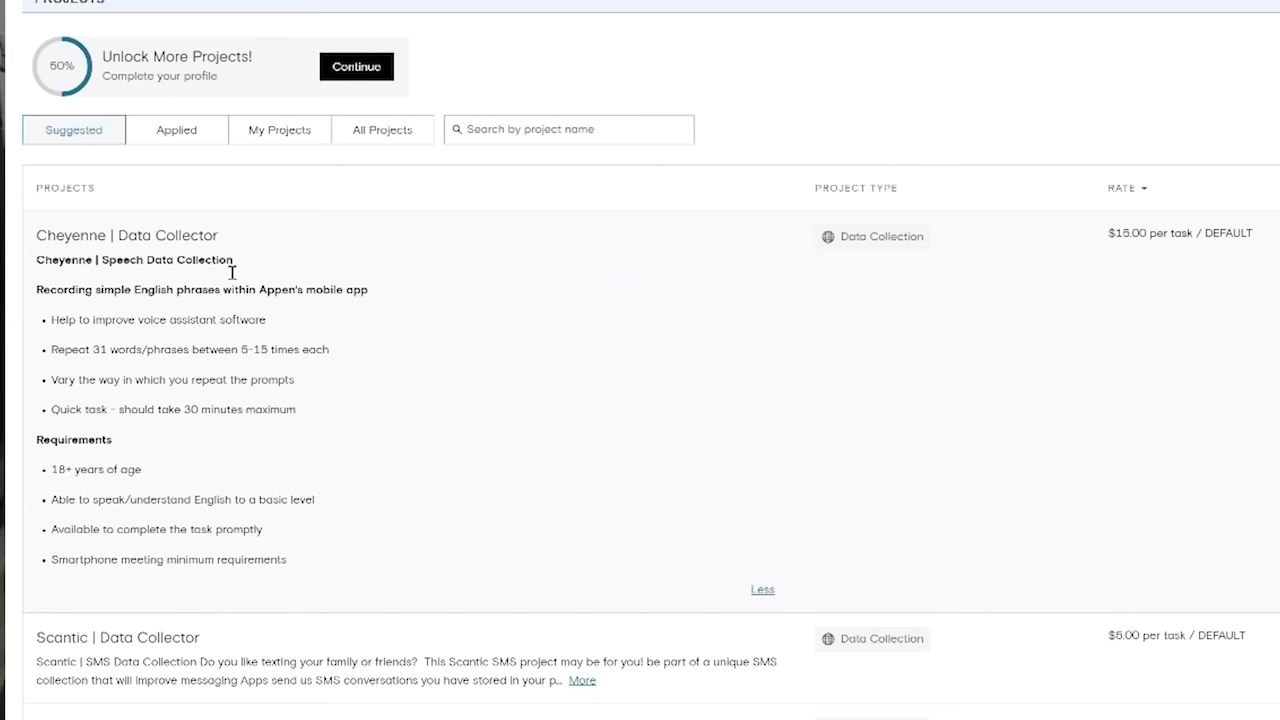 PROJECTS
50%
Unlock More Projects!
Complete your profile
Continue
Suggested
Applied
My Projects
All Projects
Search by project name
PROJECTS
PROJECT TYPE
RATE
Cheyenne | Data Collector
Data Collection
$15.00 per task / DEFAULT
Cheyenne | Speech Data Collection
Recording simple English phrases within Appen's mobile app
• Help to improve voice assistant software
• Repeat 31 words/phrases between 5-15 times each
• Vary the way in which you repeat the prompts
• Quick task - should take 30 minutes maximum
Requirements
• 18+ years of age
• Able to speak/understand English to a basic level
• Available to complete the task promptly
• Smartphone meeting minimum requirements
Less
Scantic | Data Collector
Data Collection
$5.00 per task / DEFAULT
Scantic | SMS Data Collection Do you like texting your family or friends? This Scantic SMS project may be for you! be part of a unique SMS
collection that will improve messaging Apps send us SMS conversations you have stored in your p... More